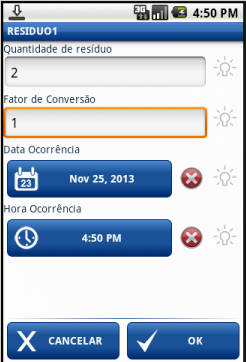 3G
4:50 PM
RESIDUO1
Quantidade de resíduo
2
Fator de Conversão
1
Data Ocorrência
23
Nov 25, 2013
Hora Ocorrência
4:50 PM
CANCELAR
OK